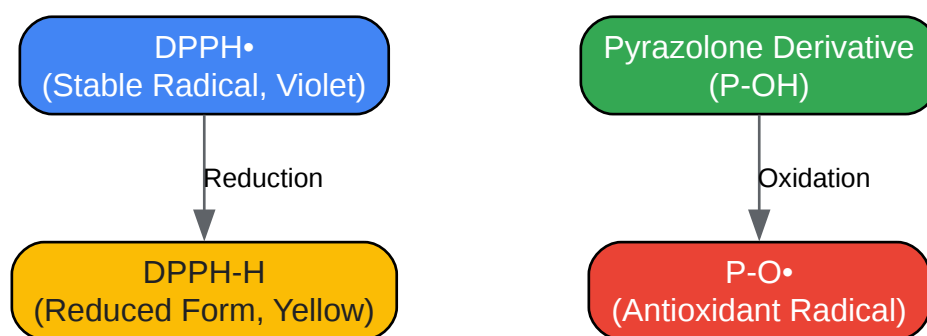 DPPH•
(Stable Radical, Violet)
Pyrazolone Derivative
(P-OH)
Reduction
Oxidation
DPPH-H
(Reduced Form, Yellow)
P-O•
(Antioxidant Radical)